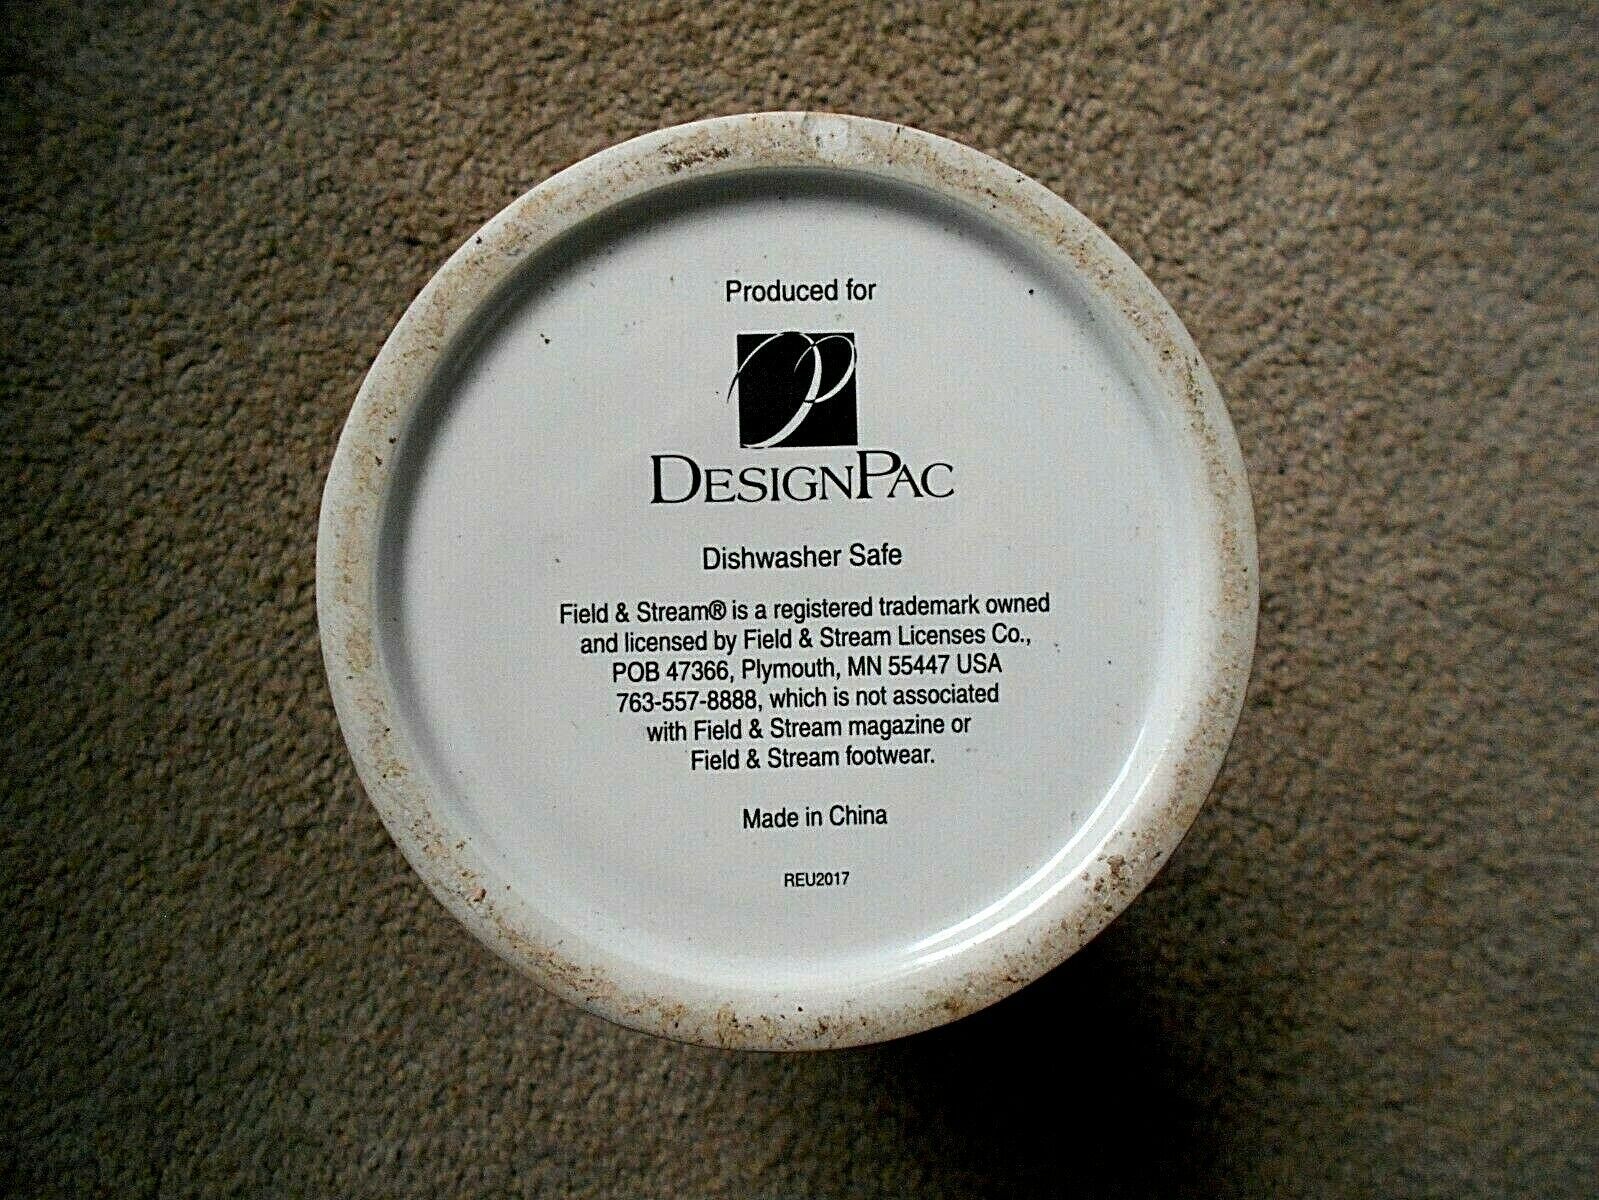 Produced for
DESIGNPAC
Dishwasher Safe
Field & Stream® is a registered trademark owned
and licensed by Field & Stream Licenses Co.,
POB 47366, Plymouth, MN 55447 USA
763-557-8888, which is not associated
with Field & Stream magazine or
Field & Stream footwear.
Made in China
REU2017